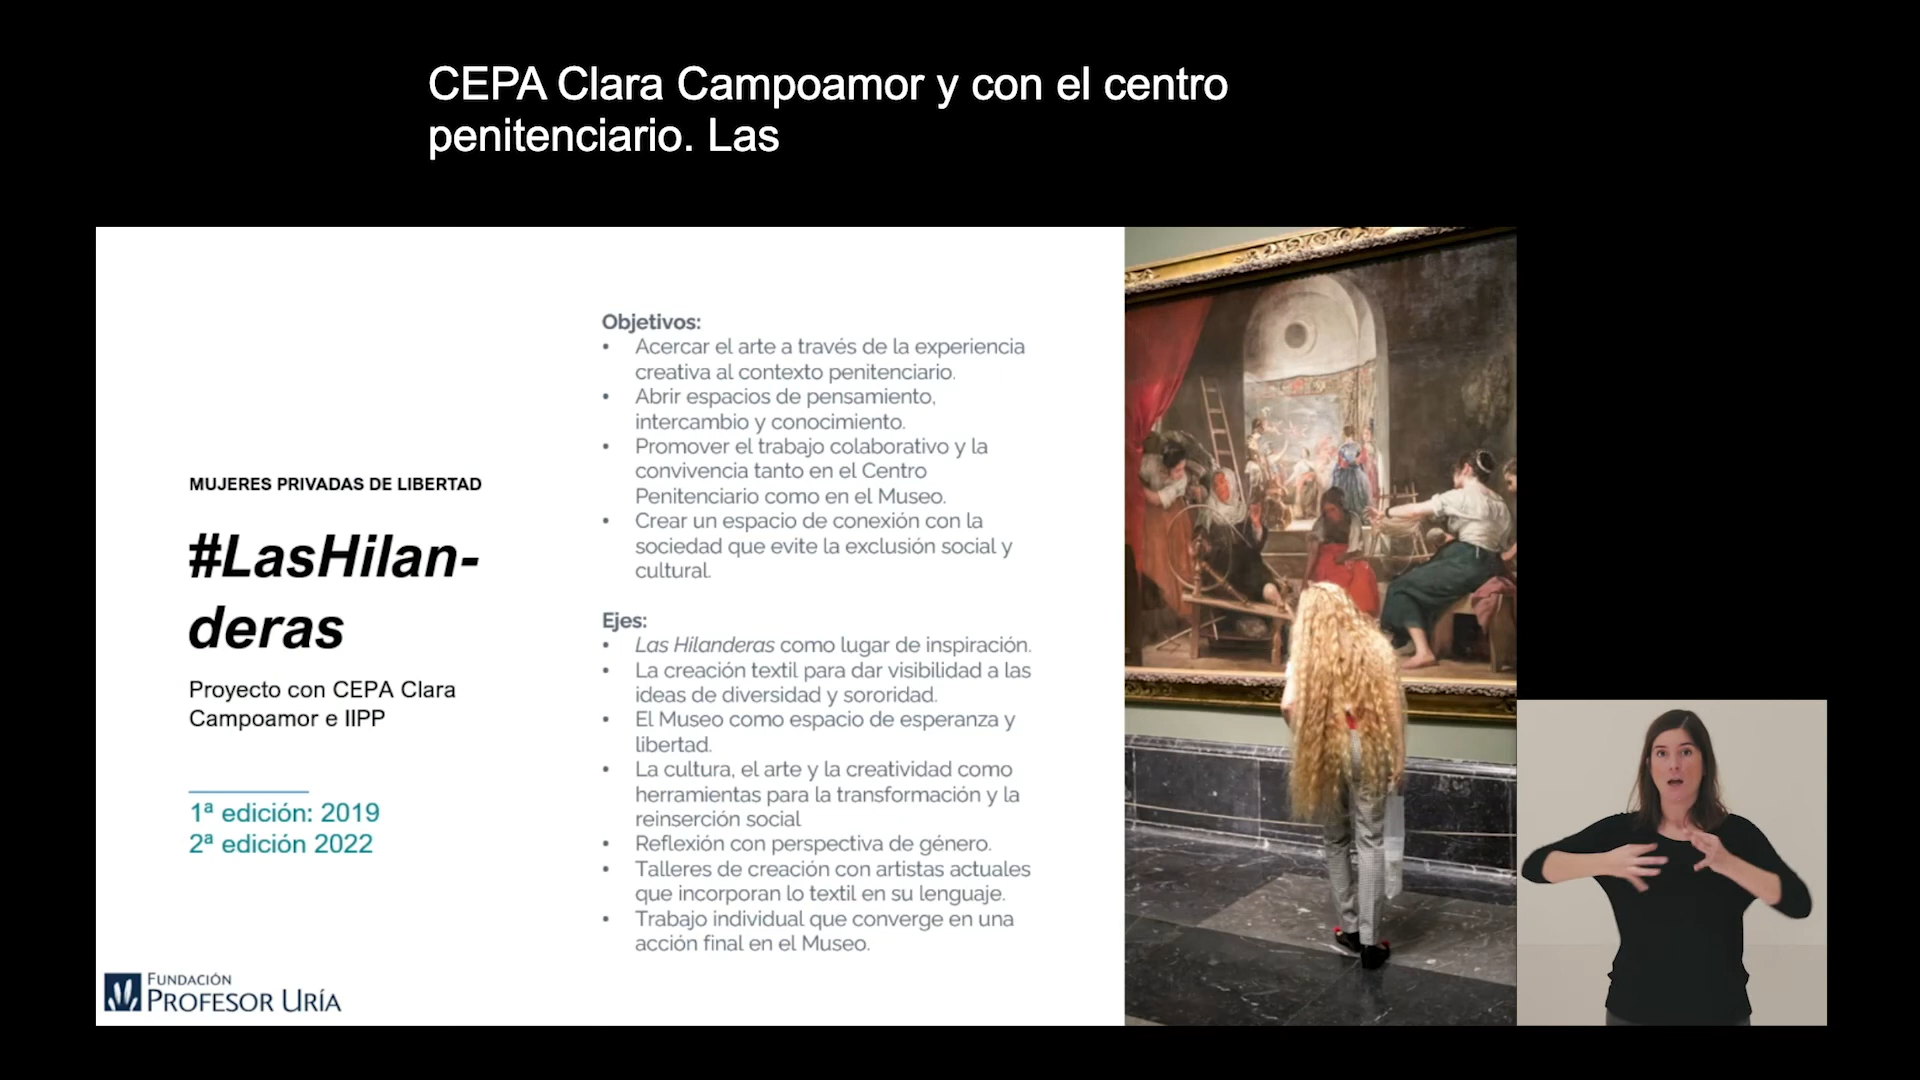 CEPA Clara Campoamor y con el centro
penitenciario. Las
MUJERES PRIVADAS DE LIBERTAD
#LasHilan-
deras
Proyecto con CEPA Clara
Campoamor e IIPP
1ª edición: 2019
2ª edición 2022
FUNDACIÓN
PROFESOR URÍA
Objetivos:
• Acercar el arte a través de la experiencia
creativa al contexto penitenciario.
• Abrir espacios de pensamiento,
intercambio y conocimiento.
• Promover el trabajo colaborativo y la
convivencia tanto en el Centro
Penitenciario como en el Museo.
• Crear un espacio de conexión con la
sociedad que evite la exclusión social y
cultural.
Ejes:
• Las Hilanderas como lugar de inspiración.
• La creación textil para dar visibilidad a las
ideas de diversidad y sororidad.
• El Museo como espacio de esperanza y
libertad.
• La cultura, el arte y la creatividad como
herramientas para la transformación y la
reinserción social
• Reflexión con perspectiva de género.
• Talleres de creación con artistas actuales
que incorporan lo textil en su lenguaje.
• Trabajo individual que converge en una
acción final en el Museo.